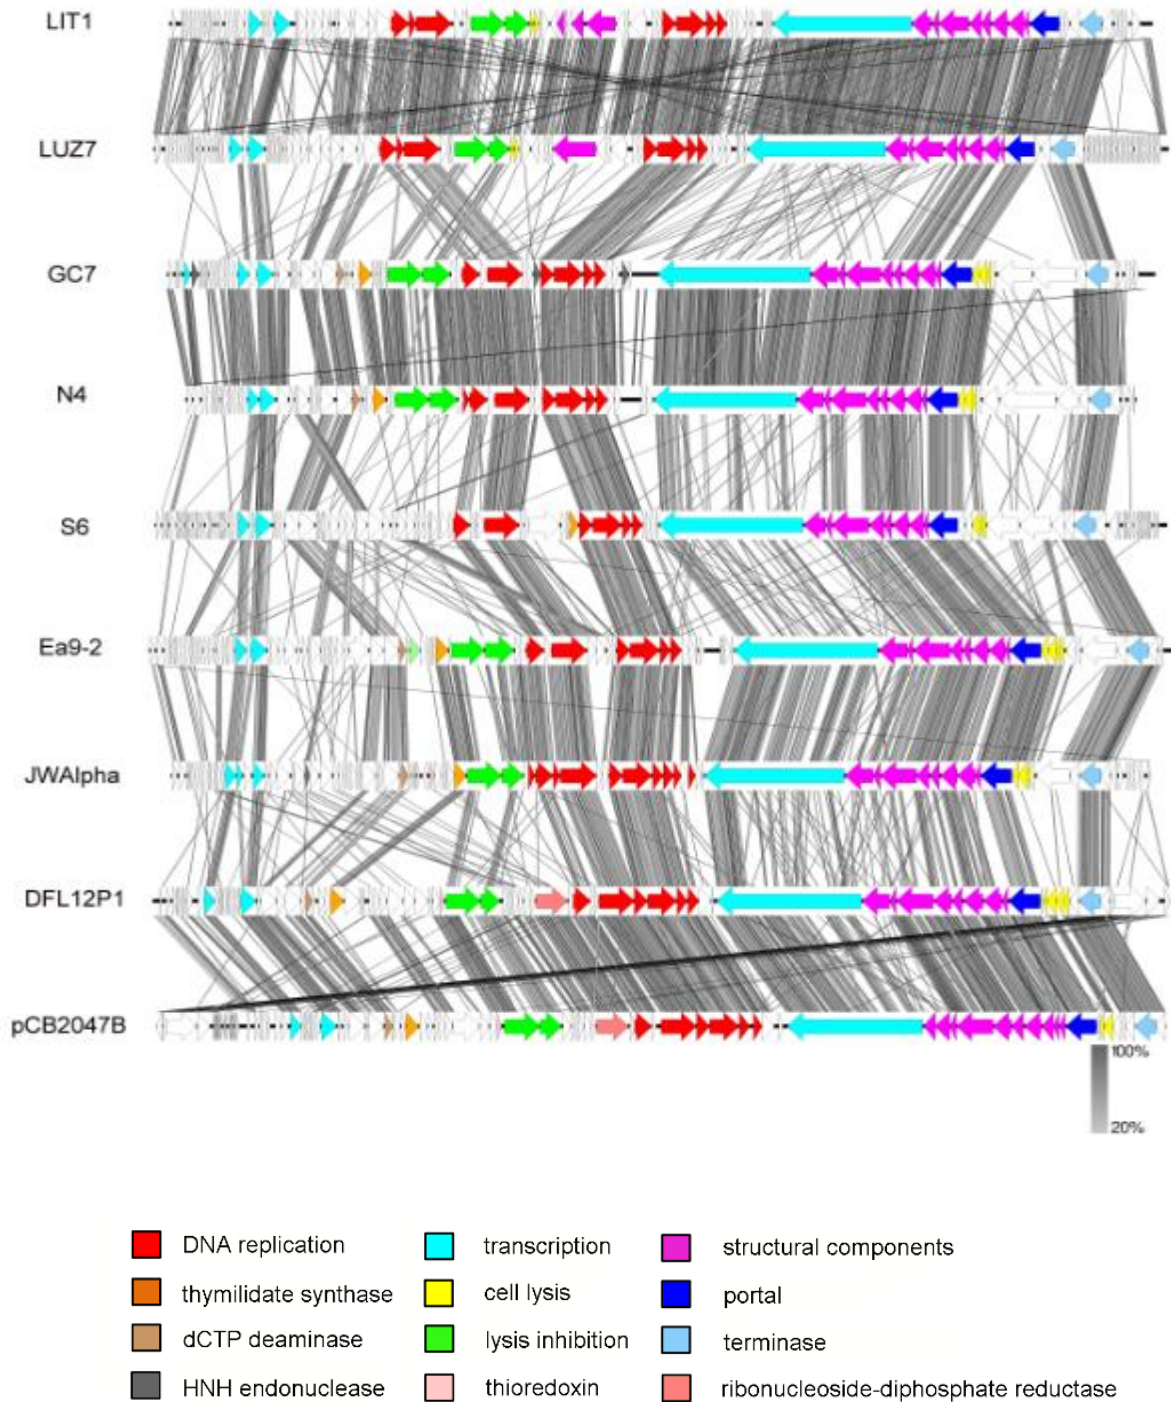 LIT1
LUZ7
GC7
N4
S6
Ea9-2
JWAlpha
DFL12P1
pCB2047B
100%
20%
DNA replication transcription structural components
thymilidate synthase cell lysis portal
dCTP deaminase lysis inhibition terminase
HNH endonuclease thioredoxin ribonucleoside-diphosphate reductase